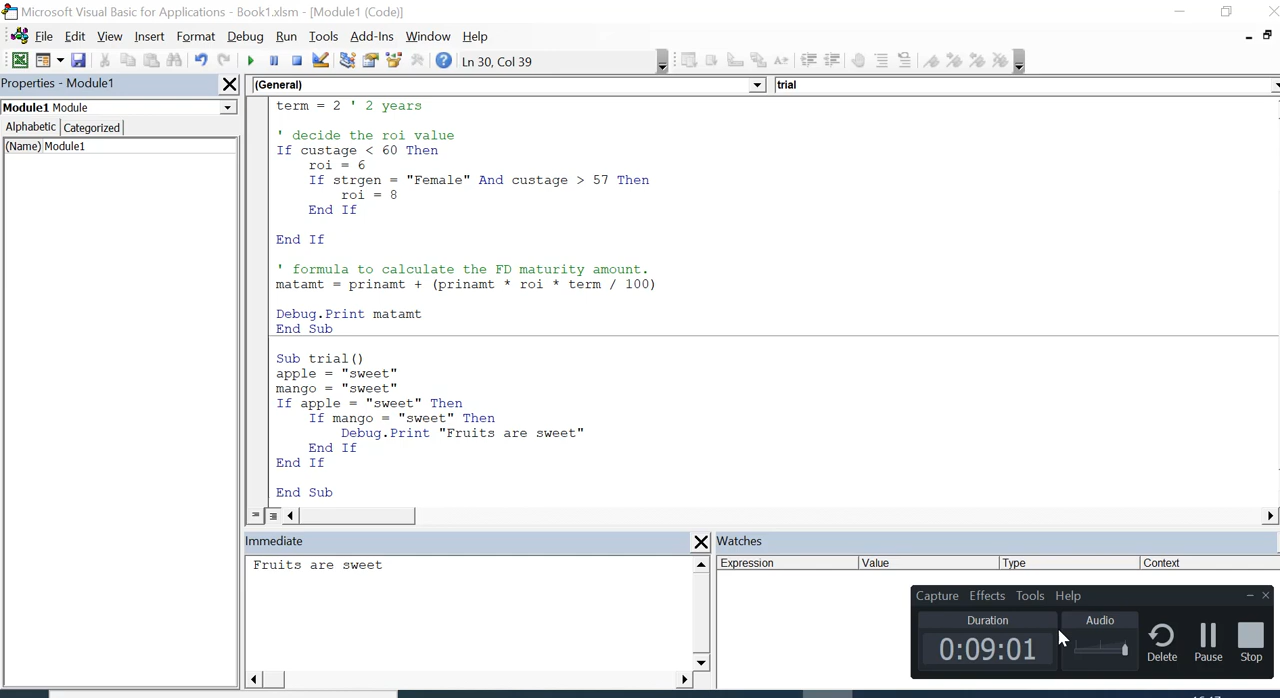 Microsoft Visual Basic for Applications - Book1.xlsm - [Module1 (Code)]
File Edit View Insert Format Debug Run Tools Add-Ins Window Help
Ln 30, Col 39
Properties - Module1
Module1 Module
Alphabetic Categorized
(Name) Module1
(General) trial
term = 2 ' 2 years
' decide the roi value
If custage < 60 Then
roi = 6
If strgen = "Female" And custage > 57 Then
roi = 8
End If
End If
' formula to calculate the FD maturity amount.
matamt = prinamt + (prinamt * roi * term / 100)
Debug.Print matamt
End Sub
Sub trial()
apple = "sweet"
mango = "sweet"
If apple = "sweet" Then
If mango = "sweet" Then
Debug.Print "Fruits are sweet"
End If
End If
End Sub
Immediate
Fruits are sweet
Watches
Expression Value Type Context
Capture Effects Tools Help
Duration Audio
0:09:01
Delete Pause Stop